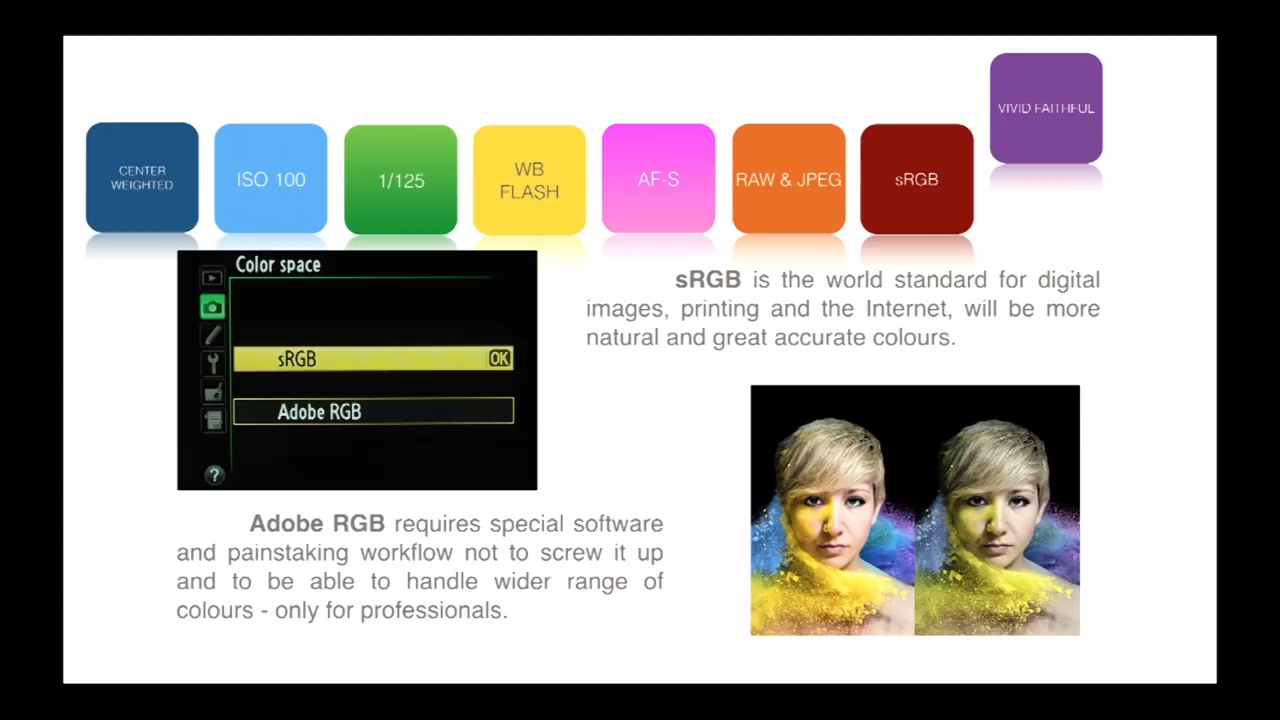 VIVID FAITHFUL
CENTER
WEIGHTED
ISO 100
1/125
WB
FLASH
AF-S
RAW & JPEG
sRGB
Color space
sRGB
OK
Adobe RGB
?
sRGB is the world standard for digital
images, printing and the Internet, will be more
natural and great accurate colours.
Adobe RGB requires special software
and painstaking workflow not to screw it up
and to be able to handle wider range of
colours - only for professionals.